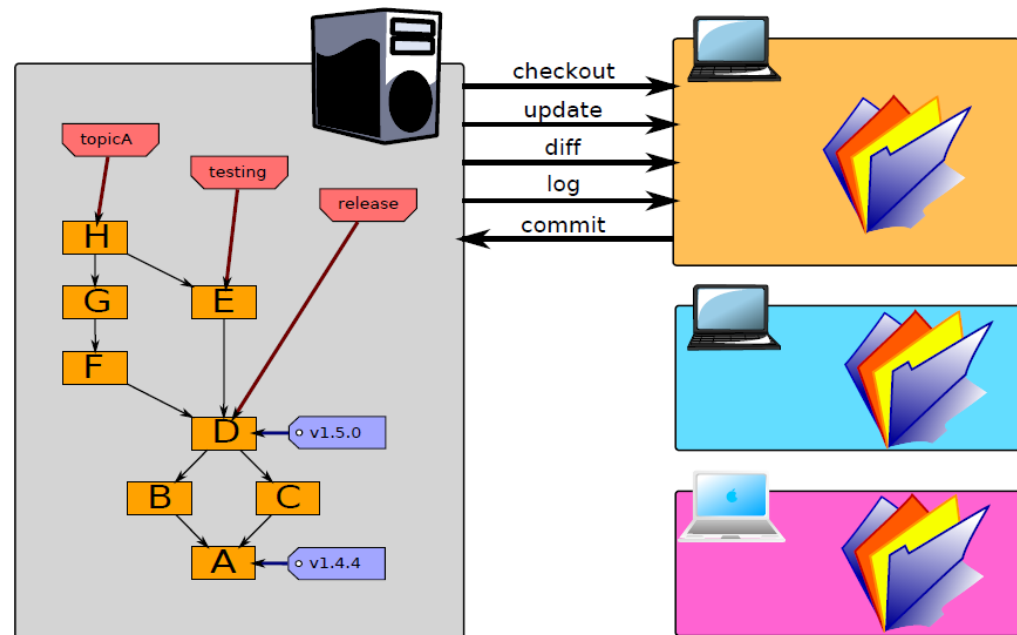 checkout
update
diff
log
commit
topicA
testing
release
H
G
E
F
D
v1.5.0
B
C
A
v1.4.4